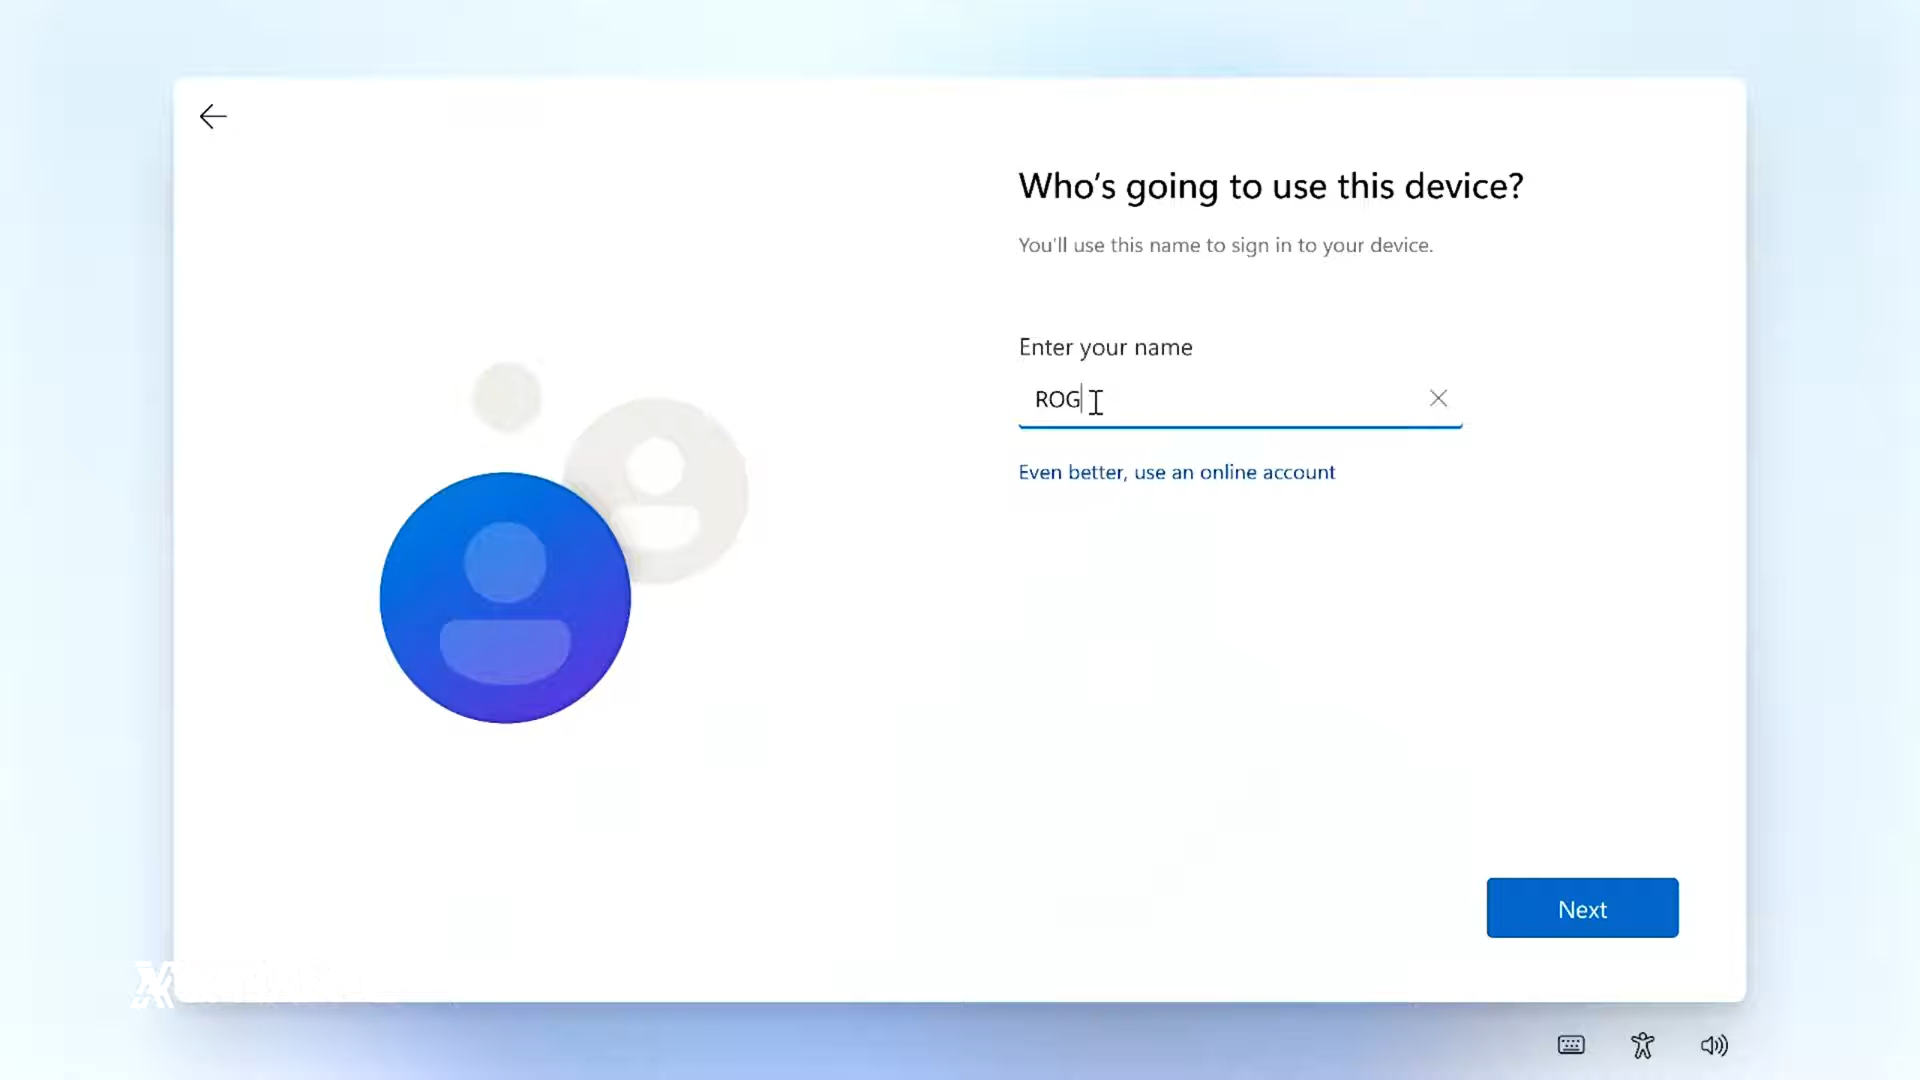 Who's going to use this device?
You'll use this name to sign in to your device.
Enter your name
ROG
Even better, use an online account
Next